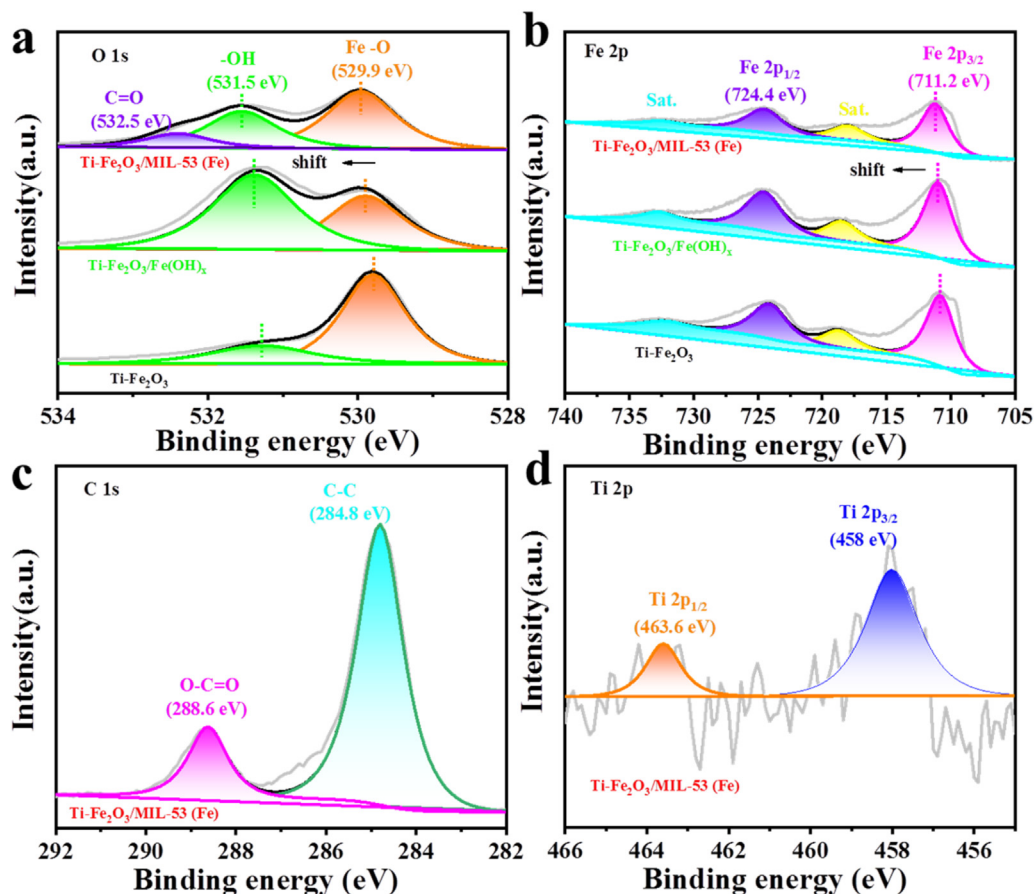 a
O 1s
-OH
(531.5 eV)
Fe -O
(529.9 eV)
C=O
(532.5 eV)
Ti-Fe₂O₃/MIL-53 (Fe)
shift
Ti-Fe₂O₃/Fe(OH)ₓ
Ti-Fe₂O₃
534 532 530 528
Binding energy (eV)
Intensity(a.u.)
b
Fe 2p
Fe 2p₃/₂
(711.2 eV)
Fe 2p₁/₂
(724.4 eV)
Sat.
Sat.
Ti-Fe₂O₃/MIL-53 (Fe)
shift
Ti-Fe₂O₃/Fe(OH)ₓ
Ti-Fe₂O₃
740 735 730 725 720 715 710 705
Binding energy (eV)
Intensity(a.u.)
c
C 1s
C-C
(284.8 eV)
O-C=O
(288.6 eV)
Ti-Fe₂O₃/MIL-53 (Fe)
292 290 288 286 284 282
Binding energy (eV)
Intensity(a.u.)
d
Ti 2p
Ti 2p₃/₂
(458 eV)
Ti 2p₁/₂
(463.6 eV)
Ti-Fe₂O₃/MIL-53 (Fe)
466 464 462 460 458 456
Binding energy (eV)
Intensity(a.u.)